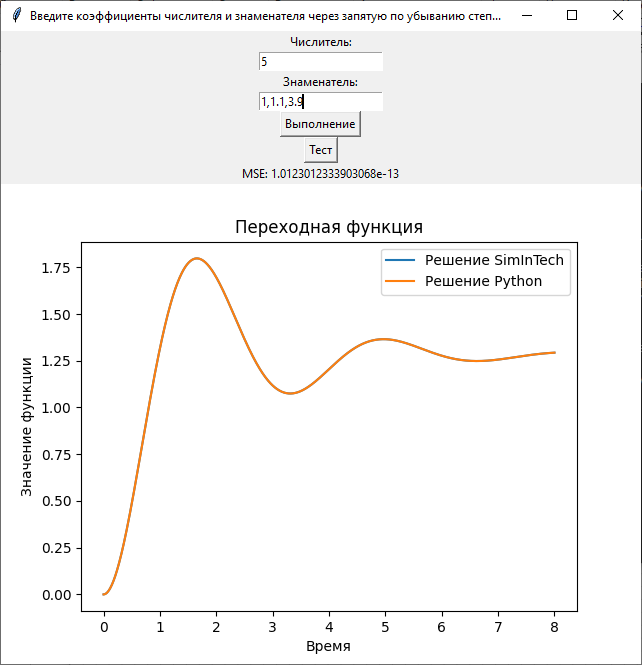 Введите коэффициенты числителя и знаменателя через запятую по убыванию степ...
Числитель:
5
Знаменатель:
1,1.1,3.9
Выполнение
Тест
MSE: 1.0123012333903068e-13
Переходная функция
Решение SimInTech
Решение Python
1.75
1.50
1.25
1.00
0.75
0.50
0.25
0.00
Значение функции
0 1 2 3 4 5 6 7 8
Время